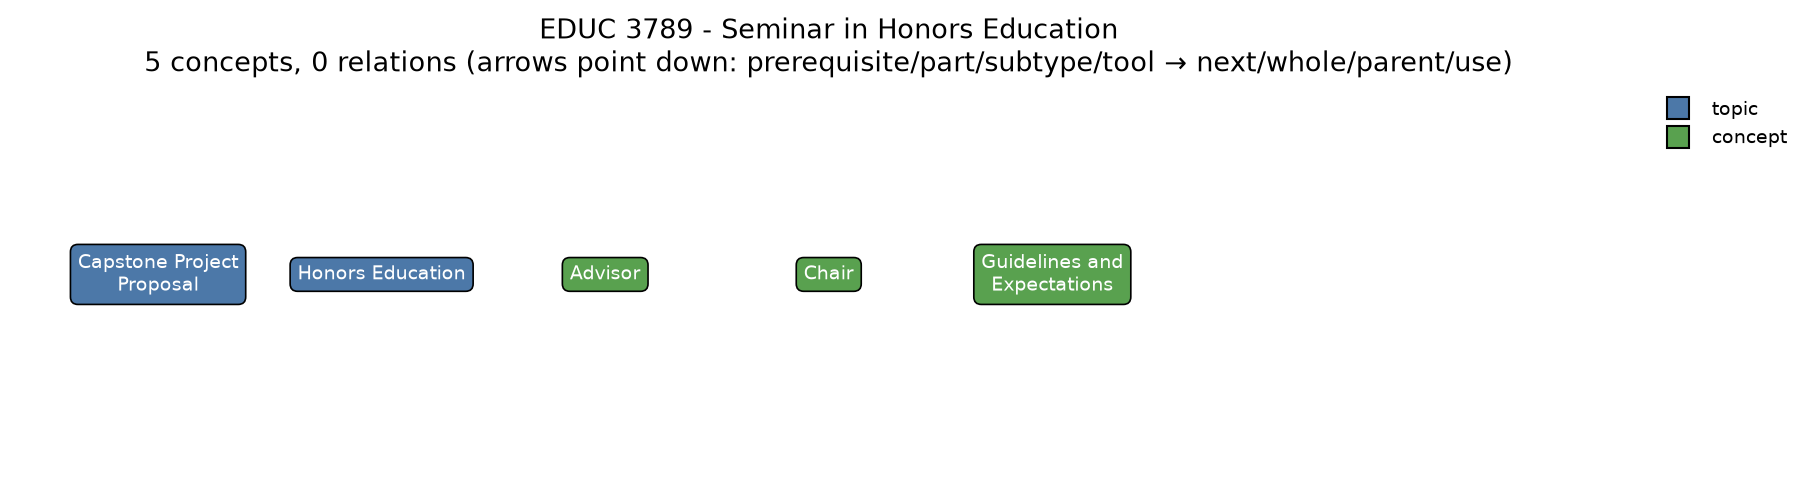 EDUC 3789 - Seminar in Honors Education
5 concepts, 0 relations (arrows point down: prerequisite/part/subtype/tool → next/whole/parent/use)
topic
concept
Capstone Project
Proposal
Honors Education
Advisor
Chair
Guidelines and
Expectations